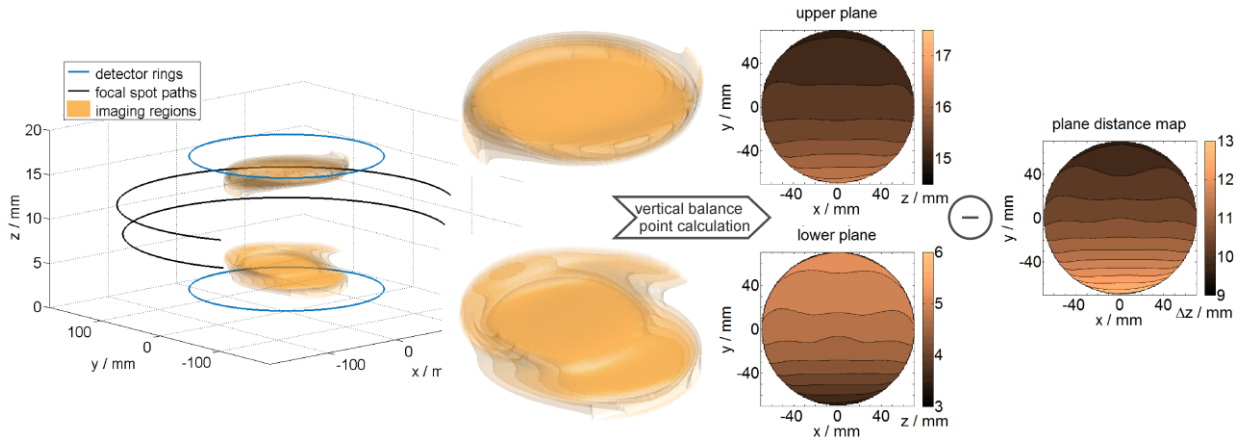 detector rings
focal spot paths
imaging regions
20
15
10
5
0
z / mm
100
0
-100
y / mm
-100
0
x / m
vertical balance
point calculation
upper plane
40
0
-40
y / mm
-40 0 40
x / mm
17
16
15
z / mm
lower plane
40
0
-40
y / mm
-40 0 40
x / mm
6
5
4
3
z / mm
−
plane distance map
40
0
-40
y / mm
-40 0 40
x / mm
13
12
11
10
9
Δz / mm